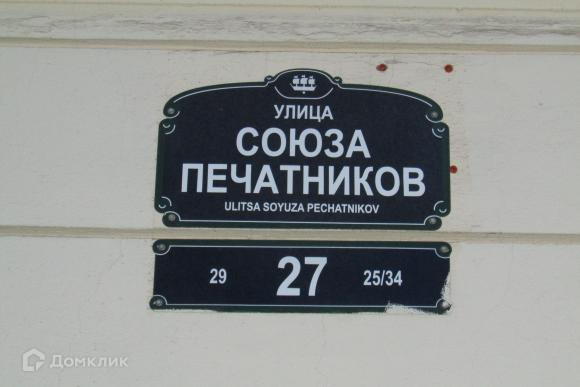 УЛИЦА
СОЮЗА
ПЕЧАТНИКОВ
ULITSA SOYUZA PECHATNIKOV
29 27 25/34
Домклик